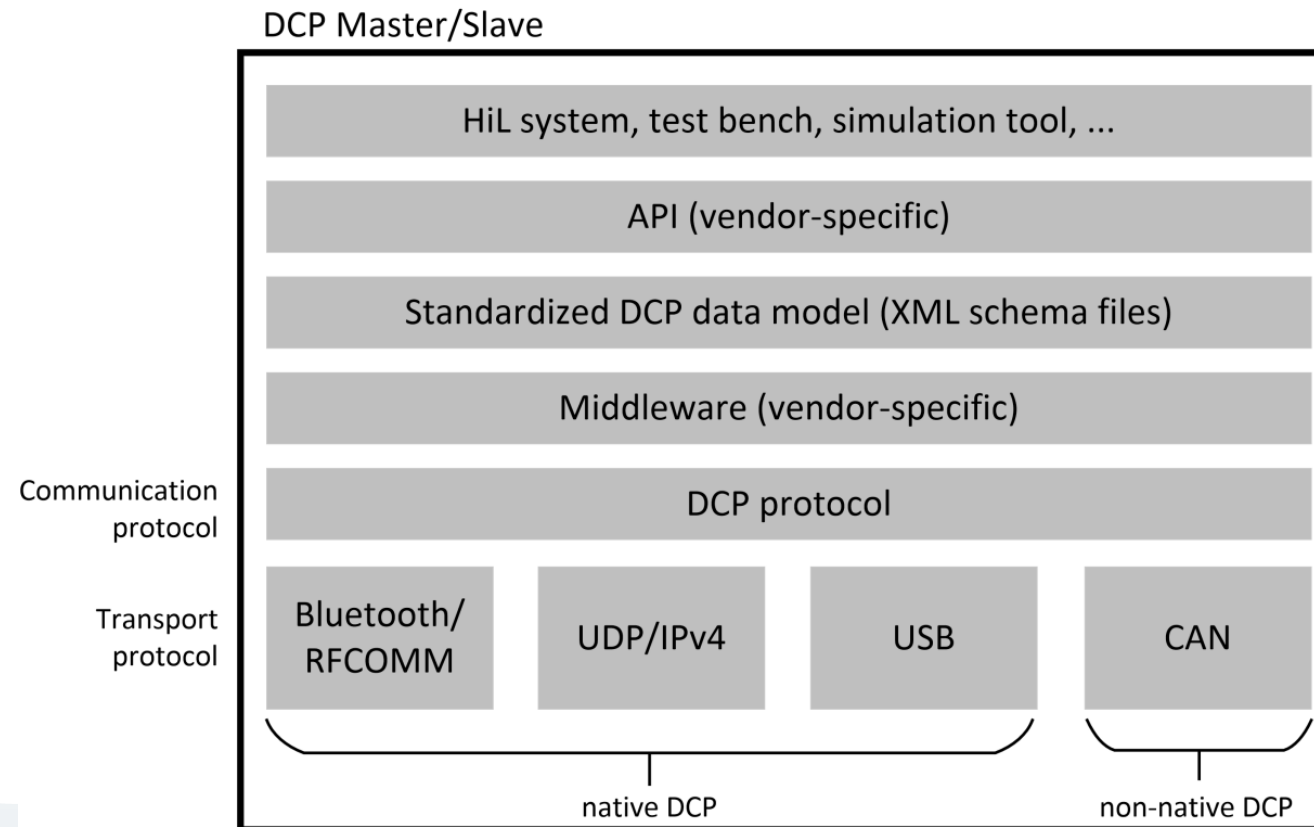 DCP Master/Slave
HiL system, test bench, simulation tool, ...
API (vendor-specific)
Standardized DCP data model (XML schema files)
Middleware (vendor-specific)
Communication
protocol
DCP protocol
Transport
protocol
Bluetooth/
RFCOMM
UDP/IPv4
USB
CAN
native DCP
non-native DCP